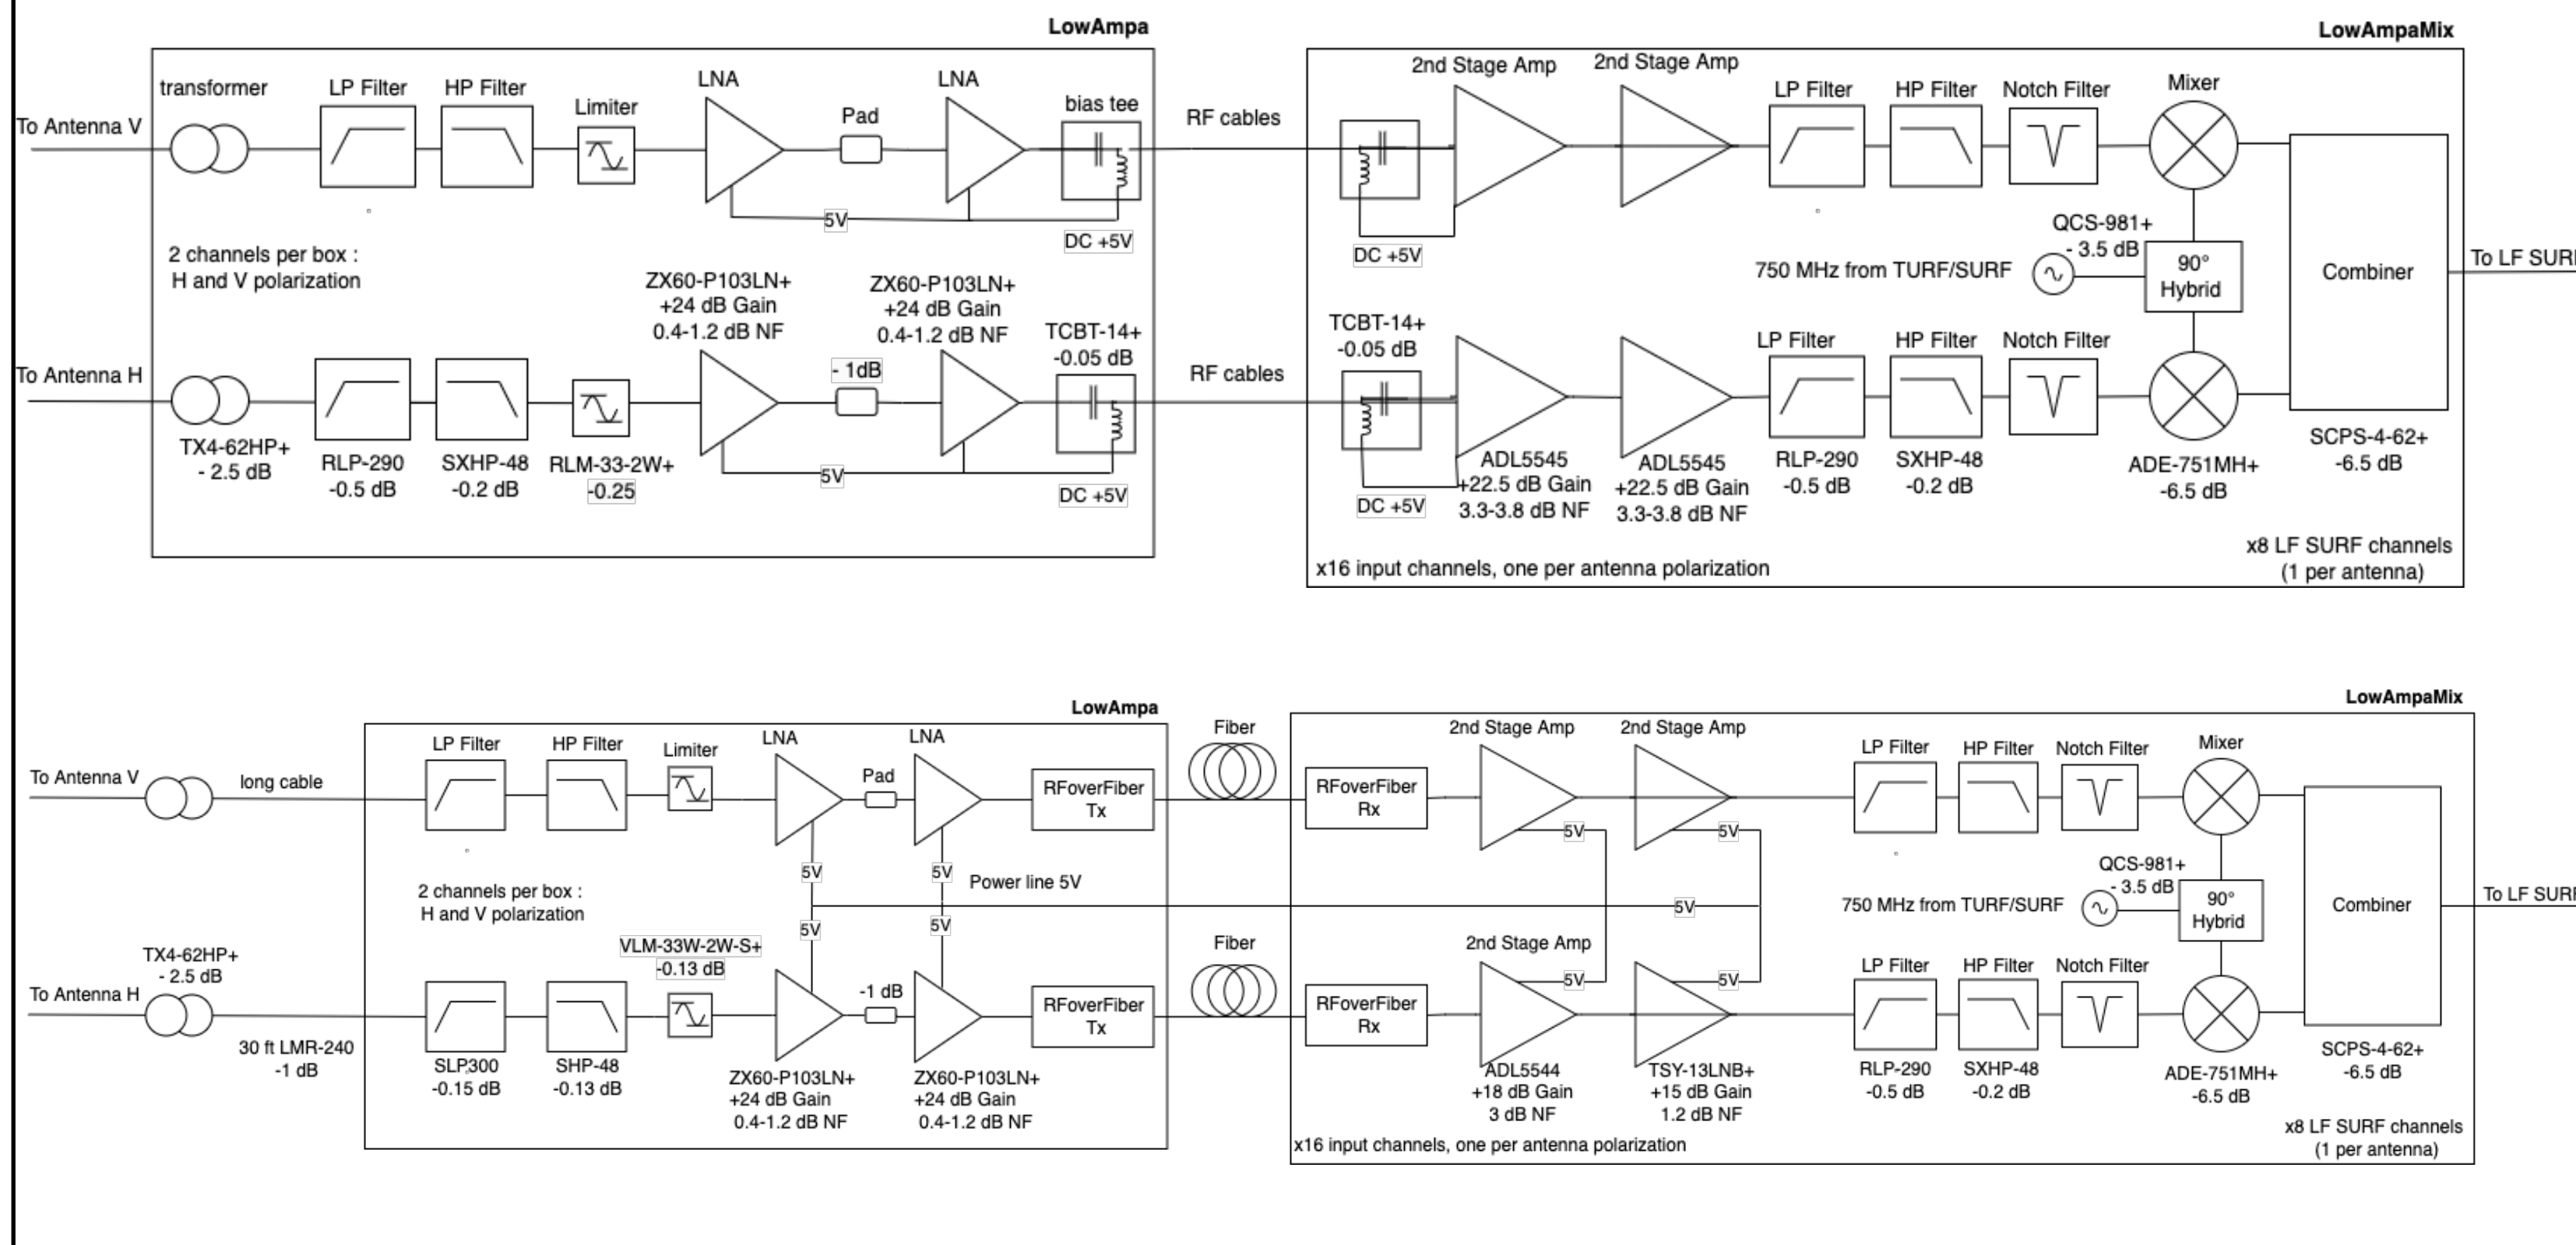 LowAmpa
LowAmpaMix
transformer
LP Filter
HP Filter
Limiter
LNA
Pad
LNA
bias tee
RF cables
2nd Stage Amp
2nd Stage Amp
LP Filter
HP Filter
Notch Filter
Mixer
To Antenna V
5V
DC +5V
DC +5V
2 channels per box :
H and V polarization
QCS-981+
- 3.5 dB
750 MHz from TURF/SURF
90°
Hybrid
Combiner
To LF SURF
ZX60-P103LN+
+24 dB Gain
0.4-1.2 dB NF
ZX60-P103LN+
+24 dB Gain
0.4-1.2 dB NF
TCBT-14+
-0.05 dB
TCBT-14+
-0.05 dB
To Antenna H
- 1dB
RF cables
LP Filter
HP Filter
Notch Filter
TX4-62HP+
- 2.5 dB
RLP-290
-0.5 dB
SXHP-48
-0.2 dB
RLM-33-2W+
-0.25
5V
DC +5V
DC +5V
ADL5545
+22.5 dB Gain
3.3-3.8 dB NF
ADL5545
+22.5 dB Gain
3.3-3.8 dB NF
RLP-290
-0.5 dB
SXHP-48
-0.2 dB
ADE-751MH+
-6.5 dB
SCPS-4-62+
-6.5 dB
x16 input channels, one per antenna polarization
x8 LF SURF channels
(1 per antenna)
LowAmpa
LowAmpaMix
To Antenna V
long cable
LP Filter
HP Filter
Limiter
LNA
Pad
LNA
RFoverFiber
Tx
Fiber
RFoverFiber
Rx
2nd Stage Amp
2nd Stage Amp
5V
5V
LP Filter
HP Filter
Notch Filter
Mixer
2 channels per box :
H and V polarization
5V
5V
Power line 5V
5V
5V
5V
QCS-981+
- 3.5 dB
750 MHz from TURF/SURF
90°
Hybrid
Combiner
To LF SURF
TX4-62HP+
- 2.5 dB
To Antenna H
30 ft LMR-240
-1 dB
VLM-33W-2W-S+
-0.13 dB
-1 dB
RFoverFiber
Tx
Fiber
RFoverFiber
Rx
2nd Stage Amp
5V
5V
LP Filter
HP Filter
Notch Filter
SLP300
-0.15 dB
SHP-48
-0.13 dB
ZX60-P103LN+
+24 dB Gain
0.4-1.2 dB NF
ZX60-P103LN+
+24 dB Gain
0.4-1.2 dB NF
ADL5544
+18 dB Gain
3 dB NF
TSY-13LNB+
+15 dB Gain
1.2 dB NF
RLP-290
-0.5 dB
SXHP-48
-0.2 dB
ADE-751MH+
-6.5 dB
SCPS-4-62+
-6.5 dB
x16 input channels, one per antenna polarization
x8 LF SURF channels
(1 per antenna)